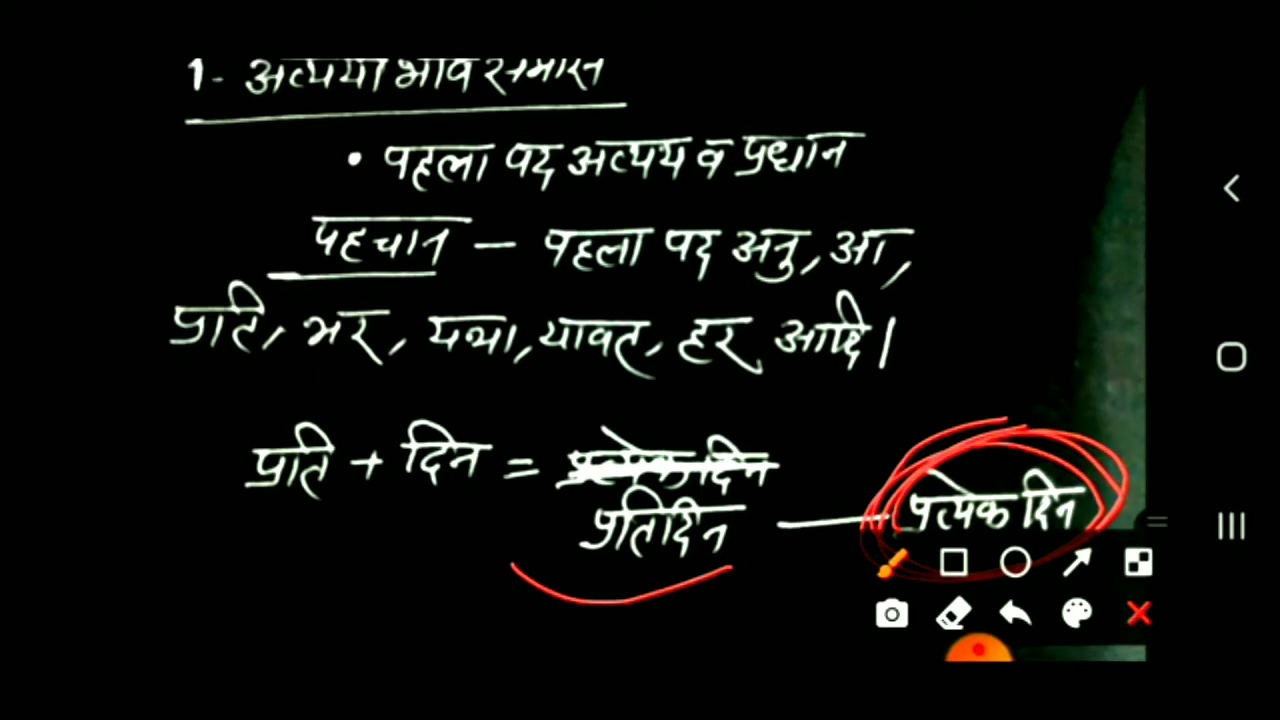 1- अव्ययी भाव समास
• पहला पद अव्यय व प्रधान
पहचान — पहला पद अनु, आ,
प्रति, भर, यथा, यावत, हर आदि।
प्रति + दिन = प्रत्येक दिन
प्रतिदिन — प्रत्येक दिन